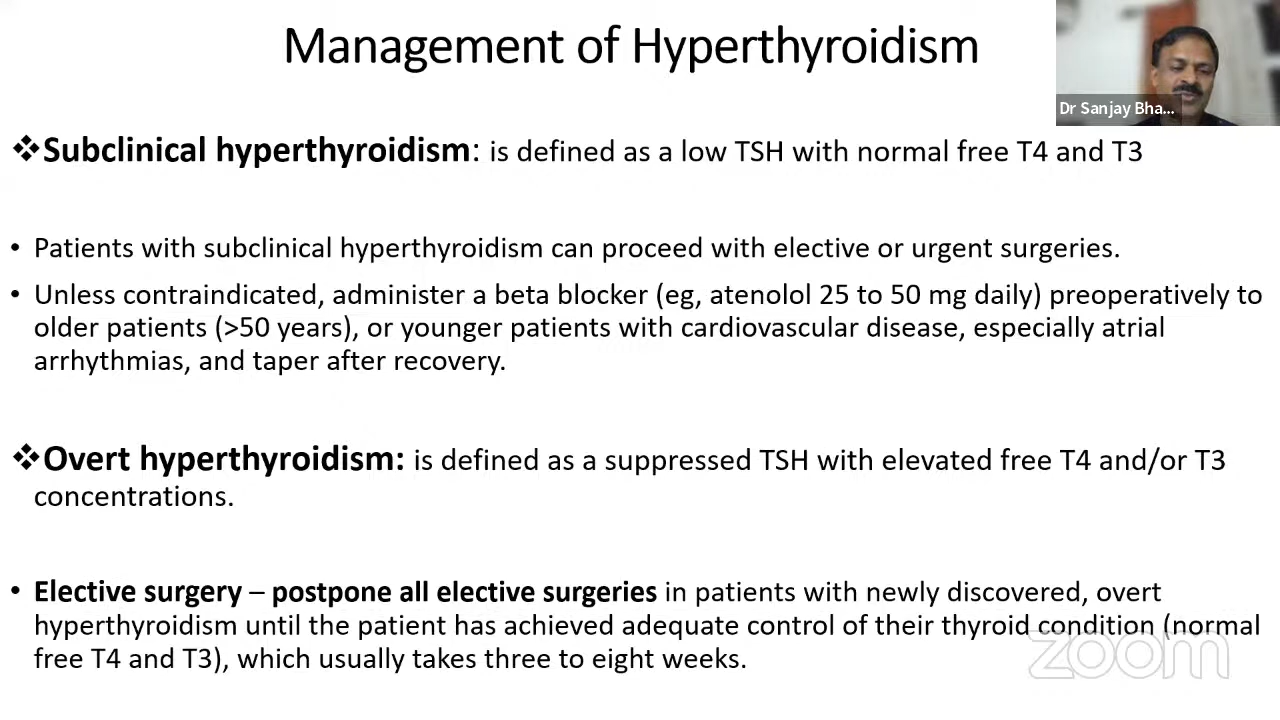 Management of Hyperthyroidism
Dr Sanjay Bha...
❖Subclinical hyperthyroidism: is defined as a low TSH with normal free T4 and T3
• Patients with subclinical hyperthyroidism can proceed with elective or urgent surgeries.
• Unless contraindicated, administer a beta blocker (eg, atenolol 25 to 50 mg daily) preoperatively to
older patients (>50 years), or younger patients with cardiovascular disease, especially atrial
arrhythmias, and taper after recovery.
❖Overt hyperthyroidism: is defined as a suppressed TSH with elevated free T4 and/or T3
concentrations.
• Elective surgery – postpone all elective surgeries in patients with newly discovered, overt
hyperthyroidism until the patient has achieved adequate control of their thyroid condition (normal
free T4 and T3), which usually takes three to eight weeks.
zoom